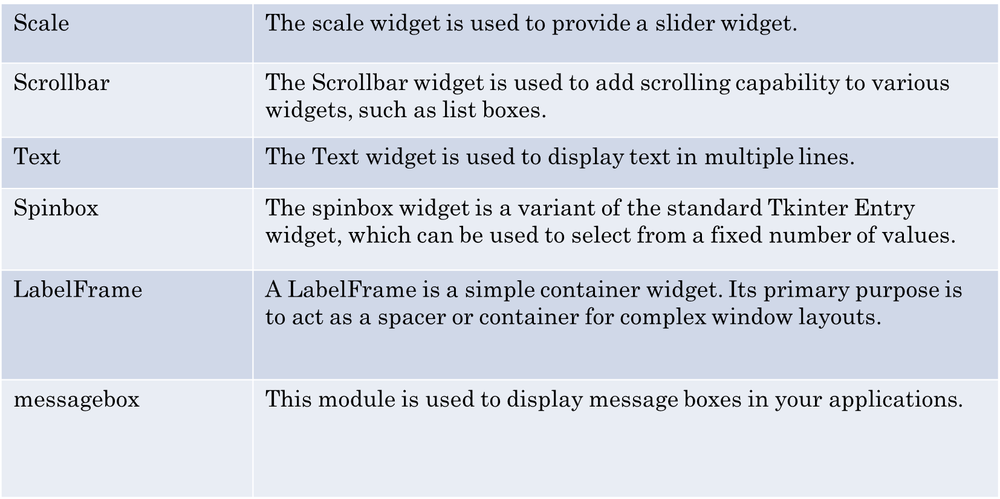 Scale
The scale widget is used to provide a slider widget.
Scrollbar
The Scrollbar widget is used to add scrolling capability to various
widgets, such as list boxes.
Text
The Text widget is used to display text in multiple lines.
Spinbox
The spinbox widget is a variant of the standard Tkinter Entry
widget, which can be used to select from a fixed number of values.
LabelFrame
A LabelFrame is a simple container widget. Its primary purpose is
to act as a spacer or container for complex window layouts.
messagebox
This module is used to display message boxes in your applications.